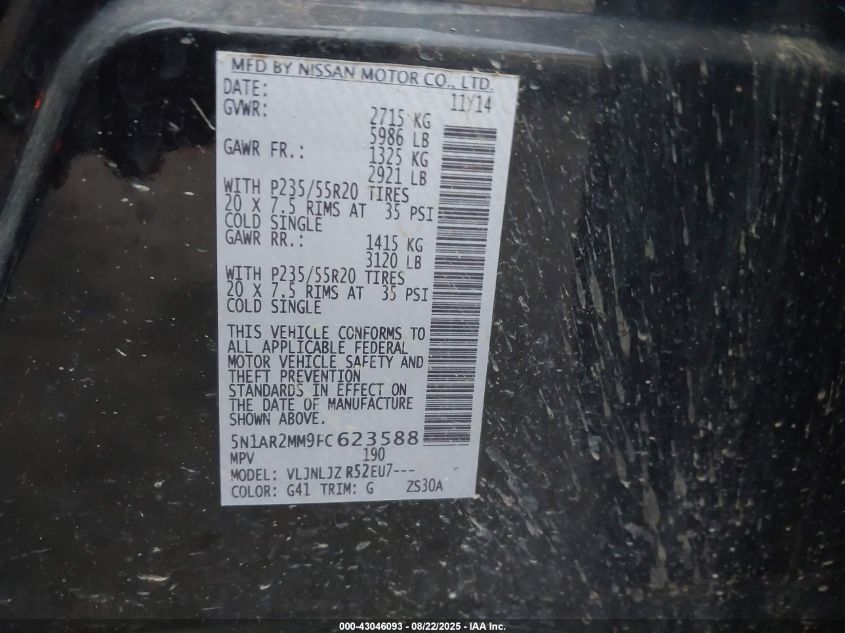 MFD BY NISSAN MOTOR CO., LTD.
DATE: 11/14
GVWR: 2715 KG
5986 LB
GAWR FR.: 1325 KG
2921 LB
WITH P235/55R20 TIRES
20 X 7.5 RIMS AT 35 PSI
COLD SINGLE
GAWR RR.: 1415 KG
3120 LB
WITH P235/55R20 TIRES
20 X 7.5 RIMS AT 35 PSI
COLD SINGLE
THIS VEHICLE CONFORMS TO
ALL APPLICABLE FEDERAL
MOTOR VEHICLE SAFETY AND
THEFT PREVENTION
STANDARDS IN EFFECT ON
THE DATE OF MANUFACTURE
SHOWN ABOVE.
5N1AR2MM9FC623588
MPV 190
MODEL: VLJNLJZ R52EU7---
COLOR: G41 TRIM: G ZS30A
000-43046093 - 08/22/2025 - IAA Inc.